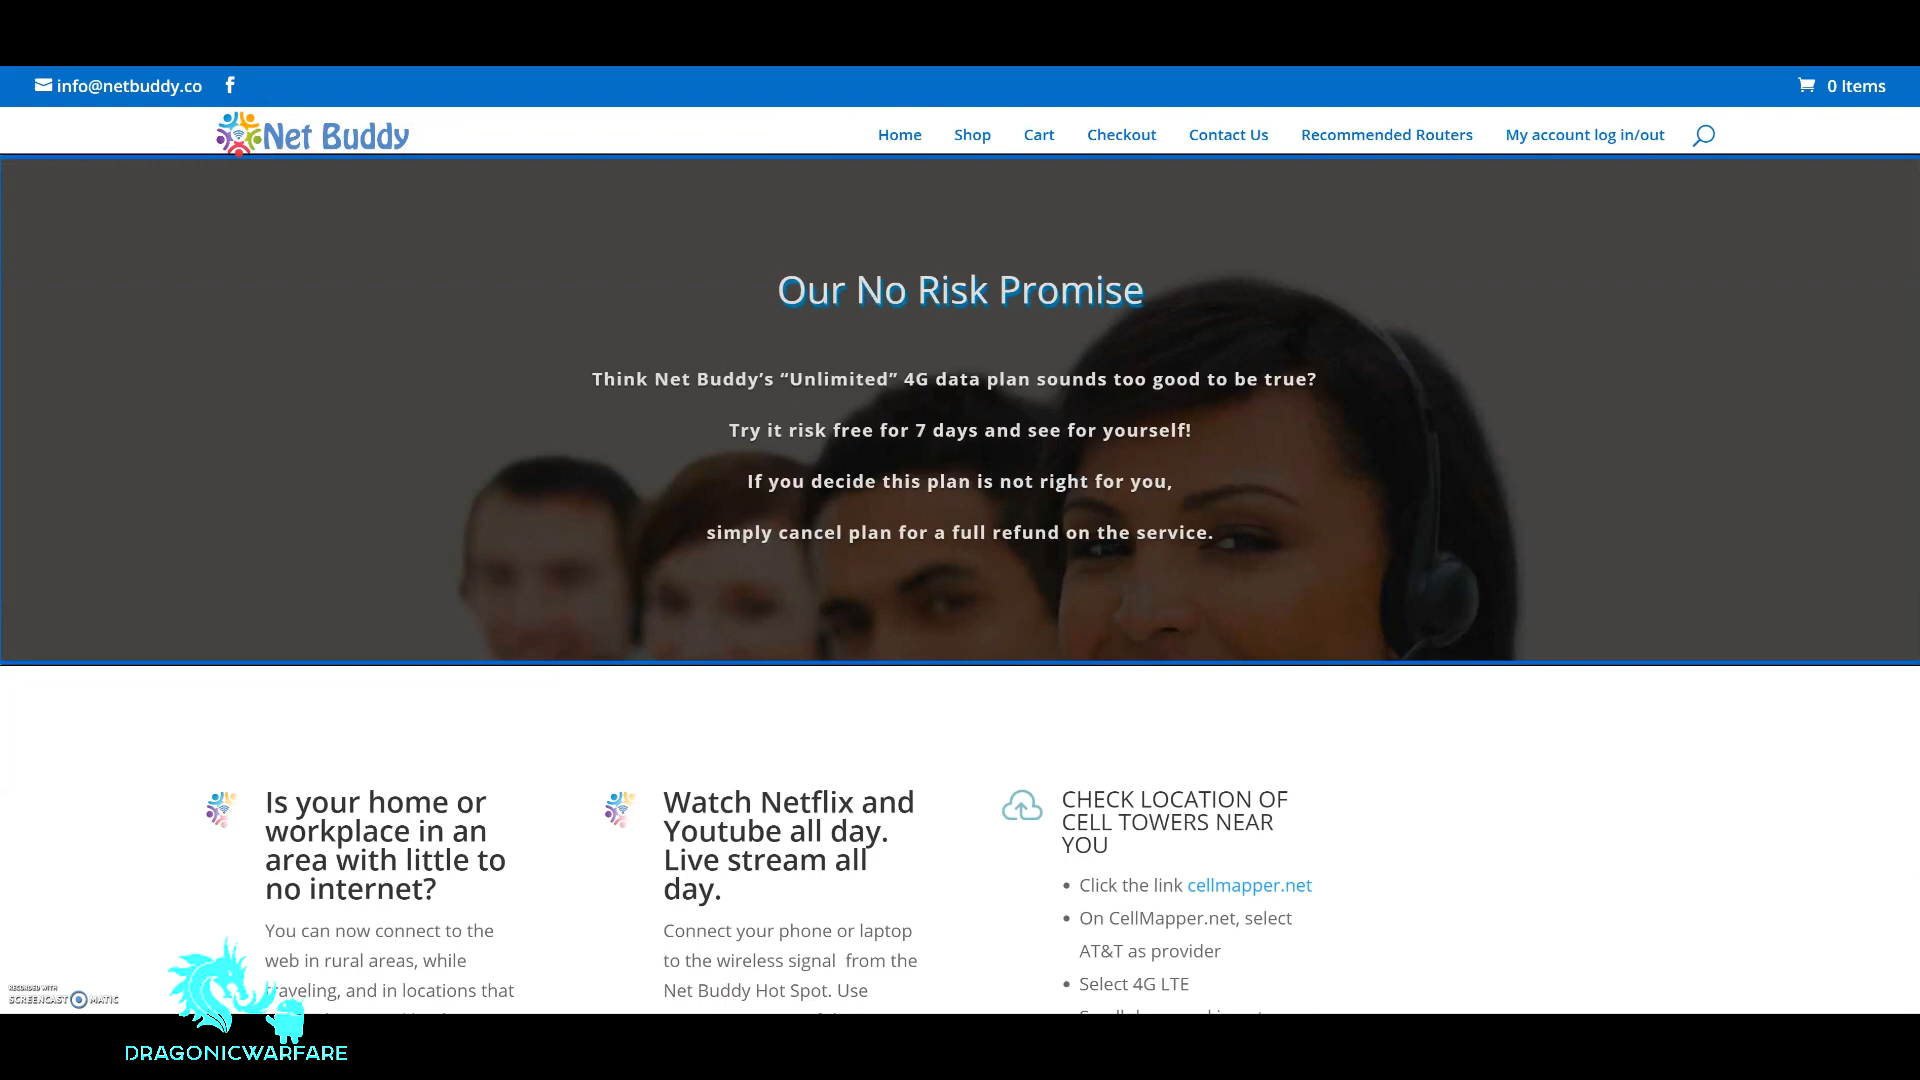 info@netbuddy.co
0 Items
Net Buddy
Home Shop Cart Checkout Contact Us Recommended Routers My account log in/out
Our No Risk Promise
Think Net Buddy’s “Unlimited” 4G data plan sounds too good to be true?
Try it risk free for 7 days and see for yourself!
If you decide this plan is not right for you,
simply cancel plan for a full refund on the service.
Is your home or
workplace in an
area with little to
no internet?
You can now connect to the
web in rural areas, while
traveling, and in locations that
Watch Netflix and
Youtube all day.
Live stream all
day.
Connect your phone or laptop
to the wireless signal from the
Net Buddy Hot Spot. Use
CHECK LOCATION OF
CELL TOWERS NEAR
YOU
• Click the link cellmapper.net
• On CellMapper.net, select
AT&T as provider
• Select 4G LTE
RECORDED WITH
SCREENCAST MATIC
DRAGONICWARFARE